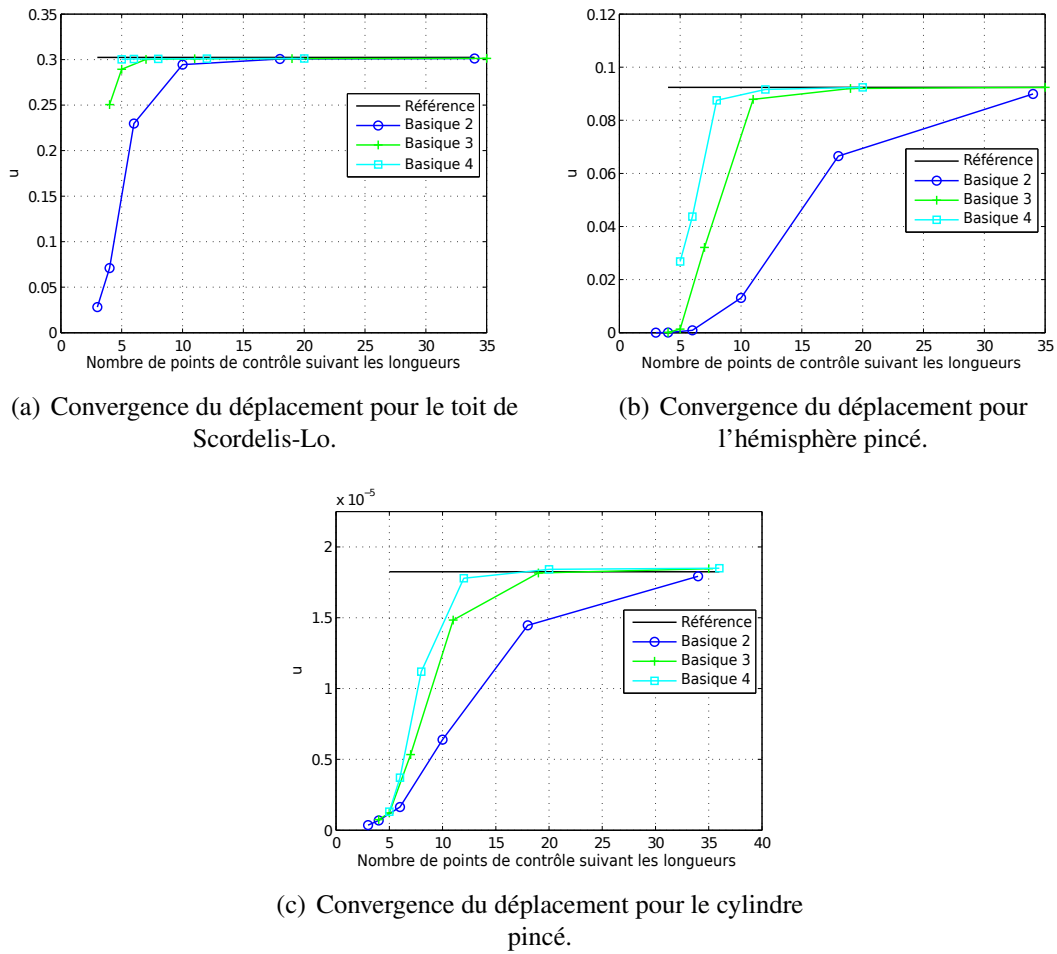 0.35
0.3
0.25
0.2
0.15
0.1
0.05
0
u
0 5 10 15 20 25 30 35
Nombre de points de contrôle suivant les longueurs
Référence
Basique 2
Basique 3
Basique 4
(a) Convergence du déplacement pour le toit de
Scordelis-Lo.
0.12
0.1
0.08
0.06
0.04
0.02
0
u
0 5 10 15 20 25 30 35
Nombre de points de contrôle suivant les longueurs
Référence
Basique 2
Basique 3
Basique 4
(b) Convergence du déplacement pour
l'hémisphère pincé.
x 10⁻⁵
2
1.5
1
0.5
0
u
0 5 10 15 20 25 30 35 40
Nombre de points de contrôle suivant les longueurs
Référence
Basique 2
Basique 3
Basique 4
(c) Convergence du déplacement pour le cylindre
pincé.